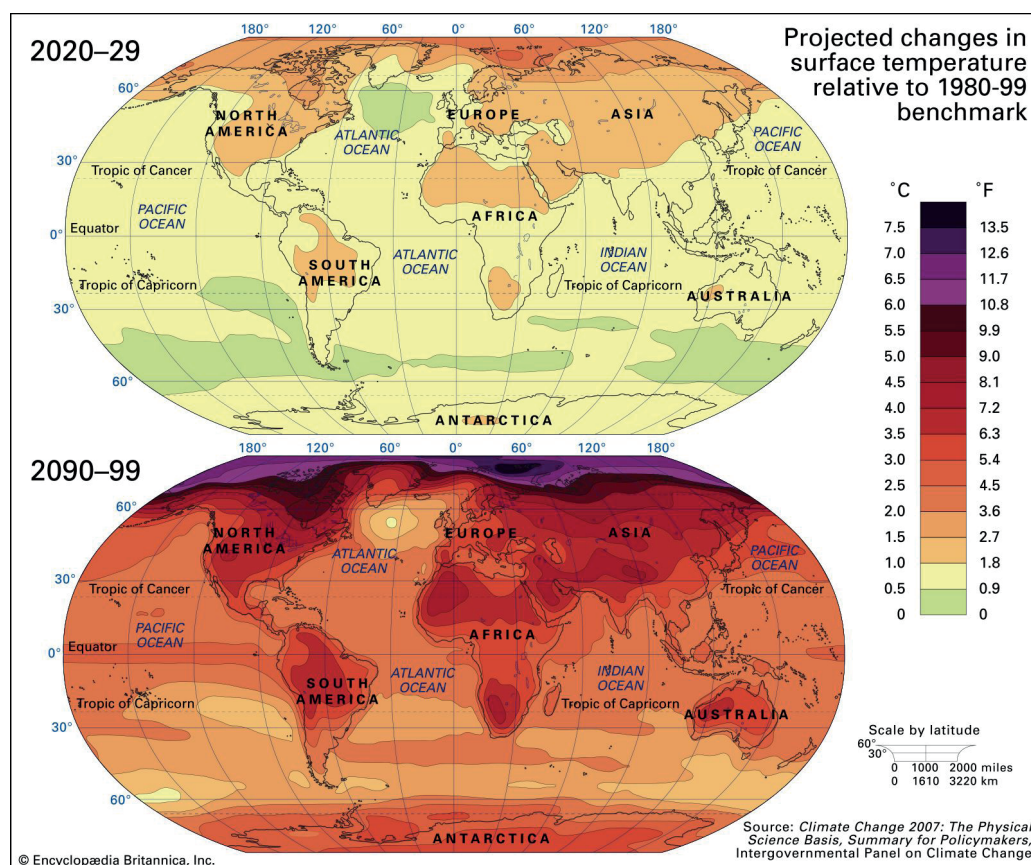 2020–29
180°
120°
60°
0°
60°
120°
180°
Projected changes in
surface temperature
relative to 1980-99
benchmark
60°
NORTH
AMERICA
ATLANTIC
OCEAN
EUROPE
ASIA
PACIFIC
OCEAN
30°
Tropic of Cancer
Tropic of Cancer
PACIFIC
OCEAN
AFRICA
Equator
0°
ATLANTIC
OCEAN
INDIAN
OCEAN
SOUTH
AMERICA
Tropic of Capricorn
Tropic of Capricorn
AUSTRALIA
30°
60°
ANTARCTICA
˚C
˚F
7.5 13.5
7.0 12.6
6.5 11.7
6.0 10.8
5.5 9.9
5.0 9.0
4.5 8.1
4.0 7.2
3.5 6.3
3.0 5.4
2.5 4.5
2.0 3.6
1.5 2.7
1.0 1.8
0.5 0.9
0 0
2090–99
180°
120°
60°
0°
60°
120°
180°
60°
NORTH
AMERICA
ATLANTIC
OCEAN
EUROPE
ASIA
PACIFIC
OCEAN
30°
Tropic of Cancer
Tropic of Cancer
PACIFIC
OCEAN
AFRICA
Equator
0°
ATLANTIC
OCEAN
INDIAN
OCEAN
SOUTH
AMERICA
Tropic of Capricorn
Tropic of Capricorn
AUSTRALIA
30°
60°
ANTARCTICA
Scale by latitude
60°
30°
0 1000 2000 miles
0 1610 3220 km
Source: Climate Change 2007: The Physical
Science Basis, Summary for Policymakers,
Intergovernmental Panel on Climate Change
© Encyclopædia Britannica, Inc.